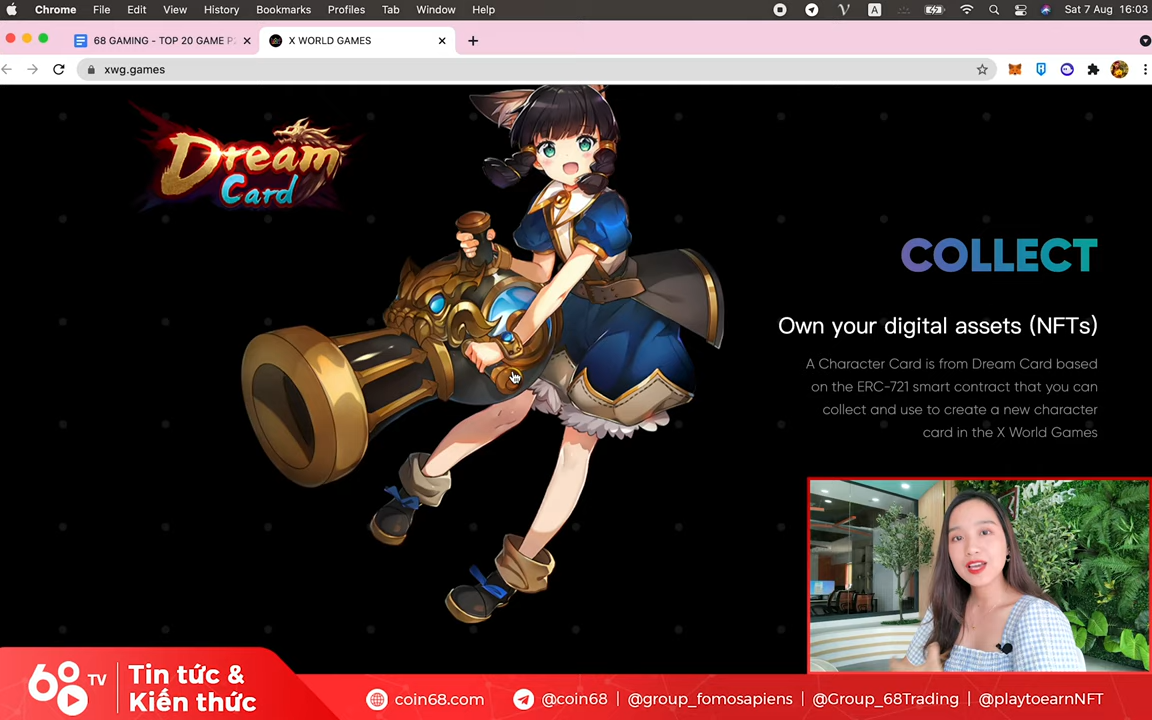 Chrome File Edit View History Bookmarks Profiles Tab Window Help
A
Sat 7 Aug 16:03
68 GAMING - TOP 20 GAME P
X WORLD GAMES
xwg.games
Dream
Card
COLLECT
Own your digital assets (NFTs)
A Character Card is from Dream Card based
on the ERC-721 smart contract that you can
collect and use to create a new character
card in the X World Games
68 TV
Tin tức &
Kiến thức
coin68.com
@coin68 | @group_fomosapiens | @Group_68Trading | @playtoearnNFT